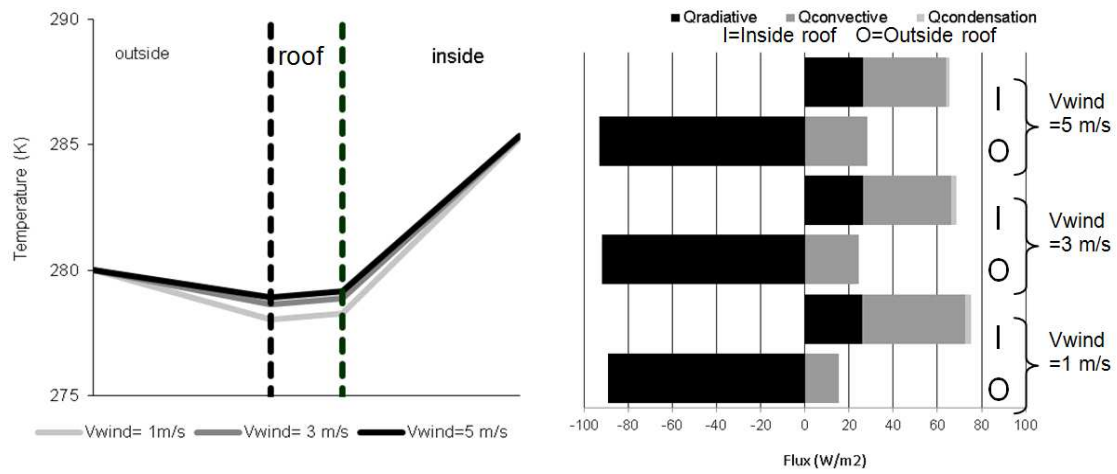 290
285
280
275
Temperature (K)
outside
roof
inside
Vwind= 1m/s Vwind= 3 m/s Vwind=5 m/s
Qradiative Qconvective Qcondensation
I=Inside roof O=Outside roof
I
O
Vwind
=5 m/s
I
O
Vwind
=3 m/s
I
O
Vwind
=1 m/s
-100 -80 -60 -40 -20 0 20 40 60 80 100
Flux (W/m2)